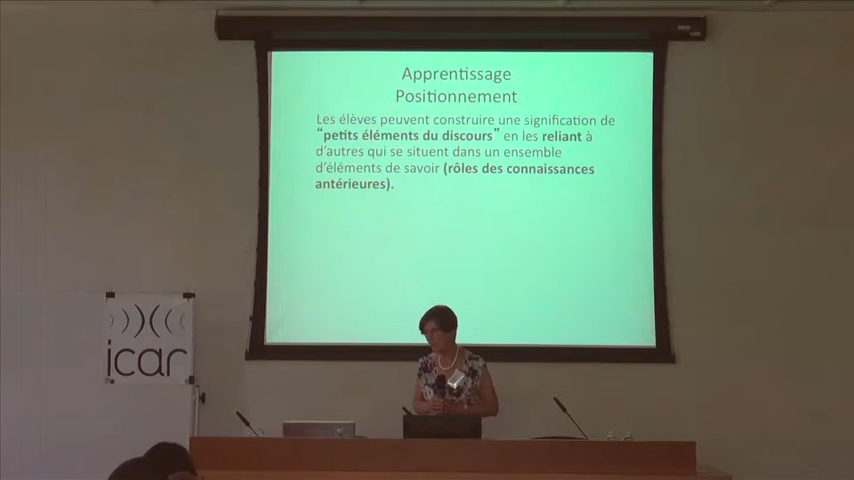 Apprentissage
Positionnement
Les élèves peuvent construire une signification de
“petits éléments du discours” en les reliant à
d’autres qui se situent dans un ensemble
d’éléments de savoir (rôles des connaissances
antérieures).
icar